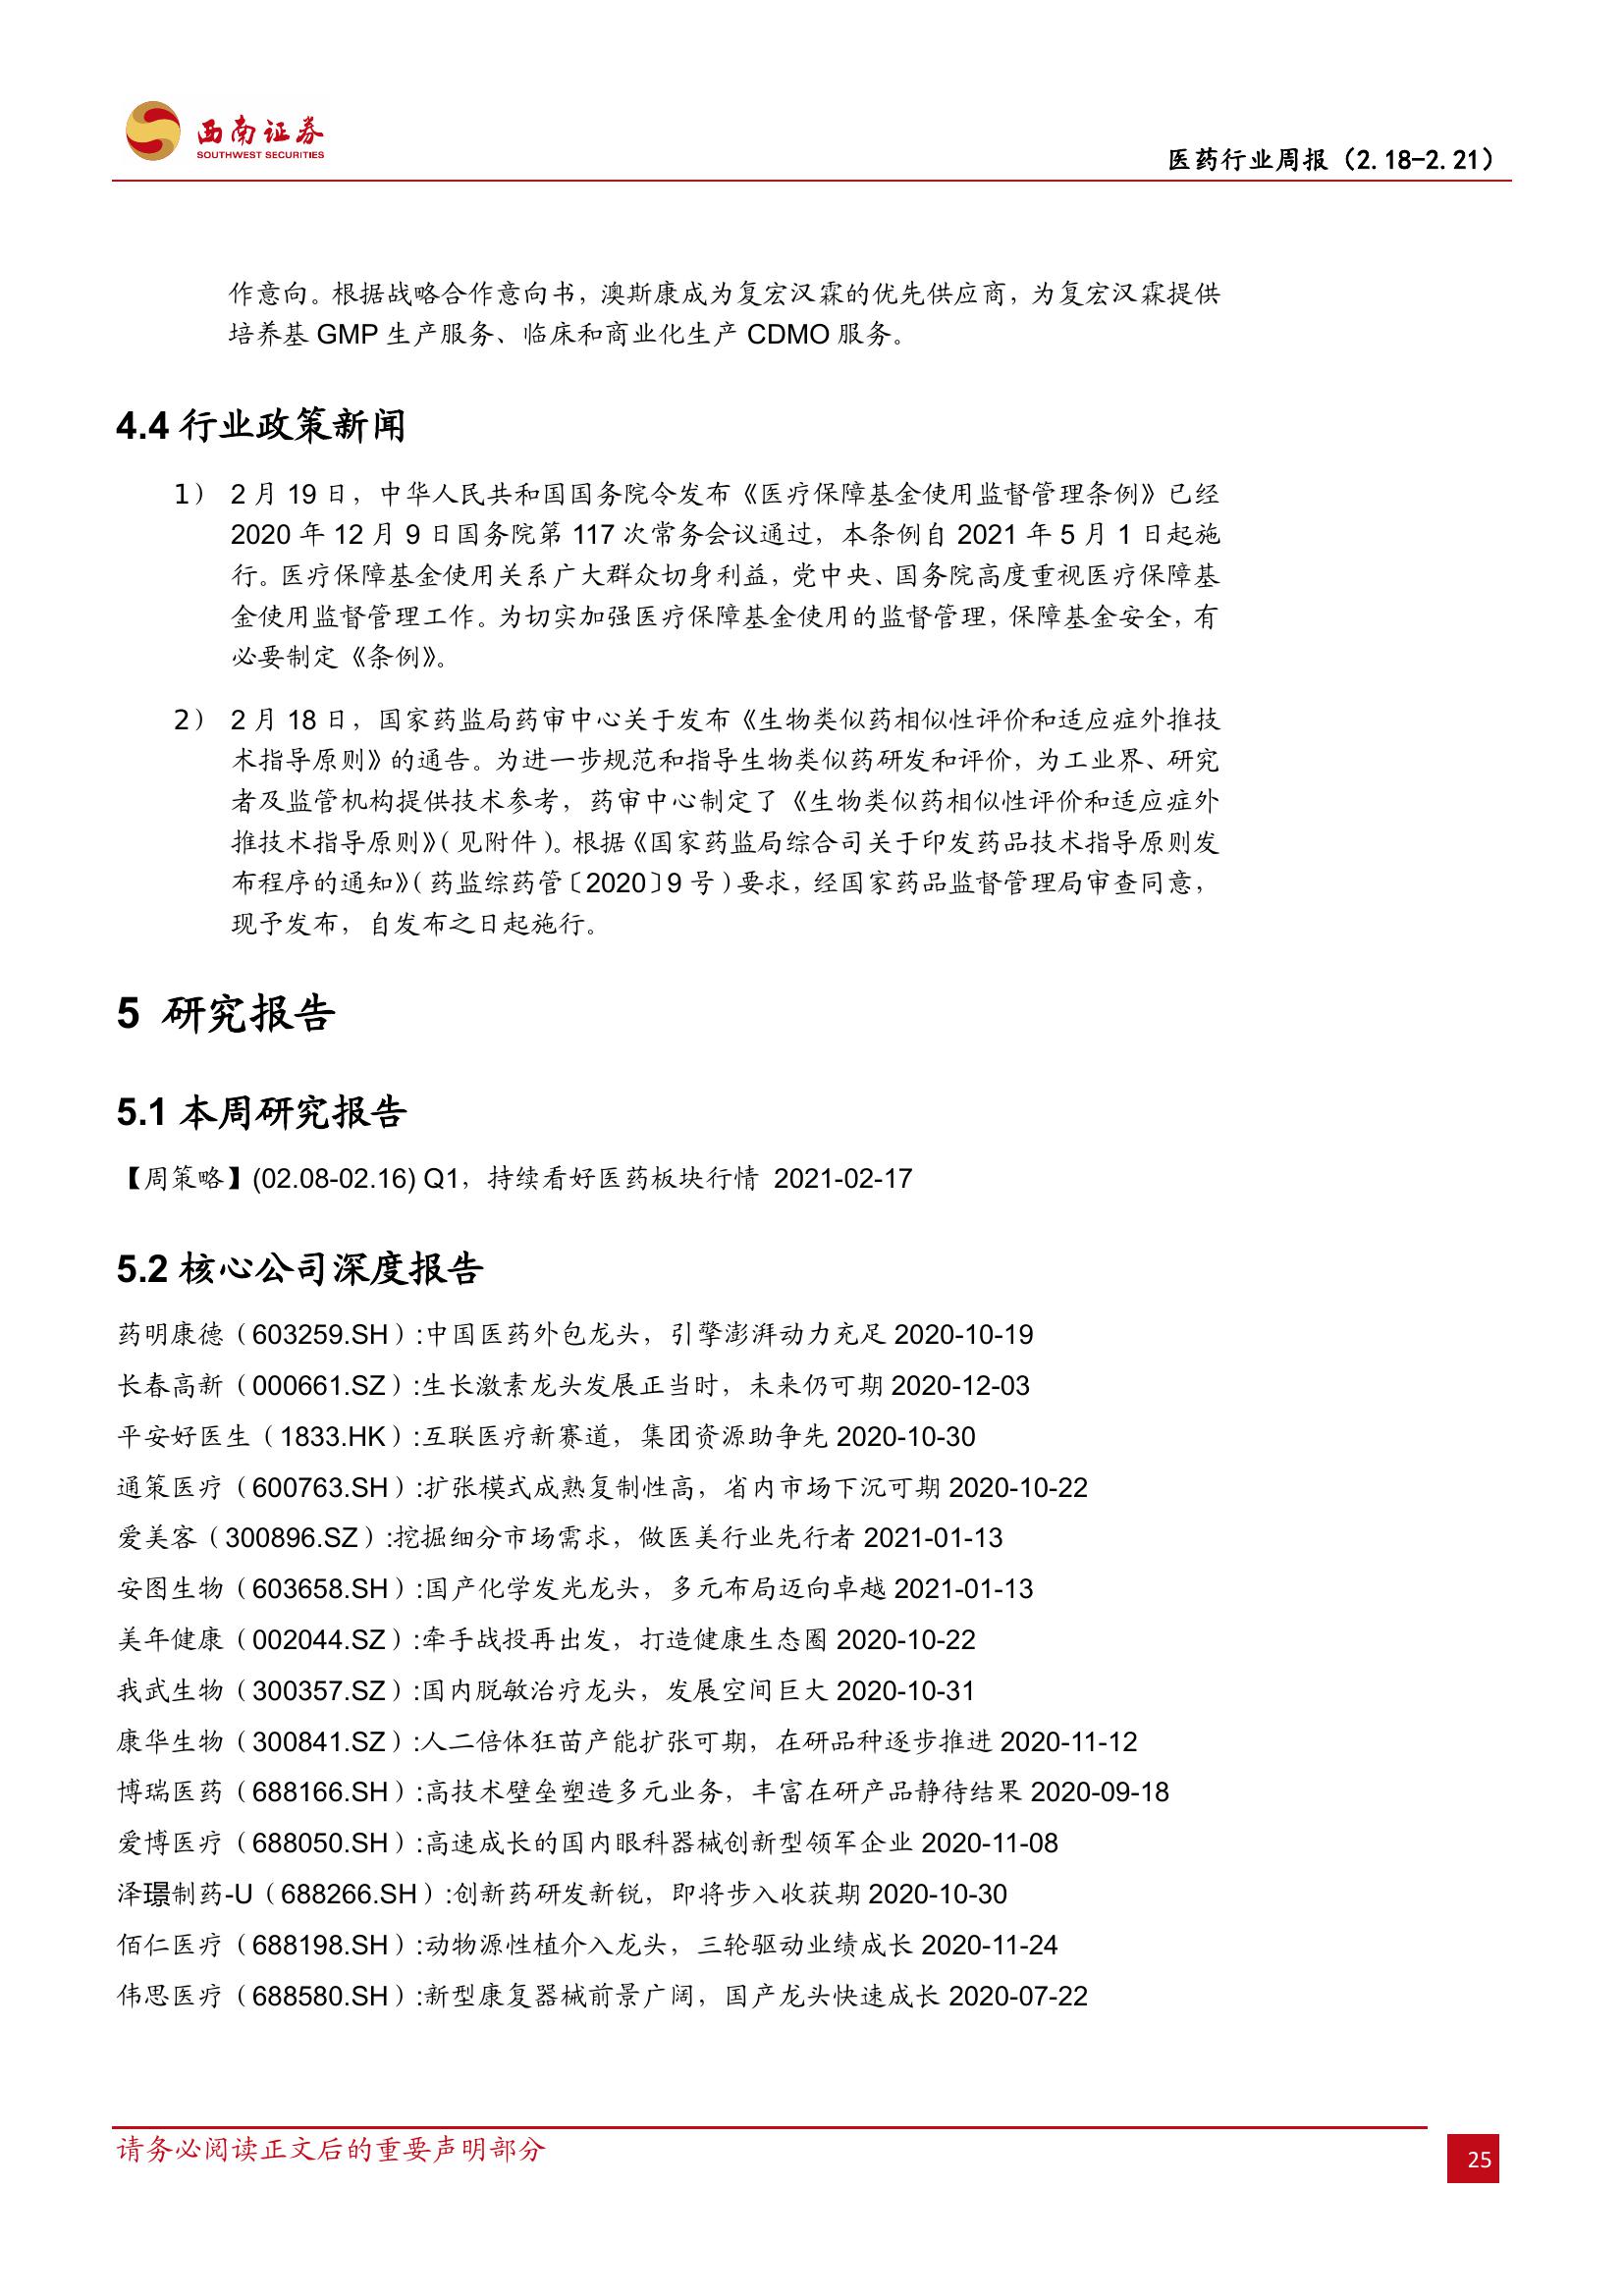 西南证券
SOUTHWEST SECURITIES
医药行业周报（2.18-2.21）
作意向。根据战略合作意向书，澳斯康成为复宏汉霖的优先供应商，为复宏汉霖提供
培养基 GMP 生产服务、临床和商业化生产 CDMO 服务。
4.4 行业政策新闻
1） 2 月 19 日，中华人民共和国国务院令发布《医疗保障基金使用监督管理条例》已经
2020 年 12 月 9 日国务院第 117 次常务会议通过，本条例自 2021 年 5 月 1 日起施
行。医疗保障基金使用关系广大群众切身利益，党中央、国务院高度重视医疗保障基
金使用监督管理工作。为切实加强医疗保障基金使用的监督管理，保障基金安全，有
必要制定《条例》。
2） 2 月 18 日，国家药监局药审中心关于发布《生物类似药相似性评价和适应症外推技
术指导原则》的通告。为进一步规范和指导生物类似药研发和评价，为工业界、研究
者及监管机构提供技术参考，药审中心制定了《生物类似药相似性评价和适应症外
推技术指导原则》（见附件）。根据《国家药监局综合司关于印发药品技术指导原则发
布程序的通知》（药监综药管〔2020〕9 号）要求，经国家药品监督管理局审查同意，
现予发布，自发布之日起施行。
5 研究报告
5.1 本周研究报告
【周策略】(02.08-02.16) Q1，持续看好医药板块行情 2021-02-17
5.2 核心公司深度报告
药明康德（603259.SH）:中国医药外包龙头，引擎澎湃动力充足 2020-10-19
长春高新（000661.SZ）:生长激素龙头发展正当时，未来仍可期 2020-12-03
平安好医生（1833.HK）:互联医疗新赛道，集团资源助争先 2020-10-30
通策医疗（600763.SH）:扩张模式成熟复制性高，省内市场下沉可期 2020-10-22
爱美客（300896.SZ）:挖掘细分市场需求，做医美行业先行者 2021-01-13
安图生物（603658.SH）:国产化学发光龙头，多元布局迈向卓越 2021-01-13
美年健康（002044.SZ）:牵手战投再出发，打造健康生态圈 2020-10-22
我武生物（300357.SZ）:国内脱敏治疗龙头，发展空间巨大 2020-10-31
康华生物（300841.SZ）:人二倍体狂苗产能扩张可期，在研品种逐步推进 2020-11-12
博瑞医药（688166.SH）:高技术壁垒塑造多元业务，丰富在研产品静待结果 2020-09-18
爱博医疗（688050.SH）:高速成长的国内眼科器械创新型领军企业 2020-11-08
泽璟制药-U（688266.SH）:创新药研发新锐，即将步入收获期 2020-10-30
佰仁医疗（688198.SH）:动物源性植介入龙头，三轮驱动业绩成长 2020-11-24
伟思医疗（688580.SH）:新型康复器械前景广阔，国产龙头快速成长 2020-07-22
请务必阅读正文后的重要声明部分
25